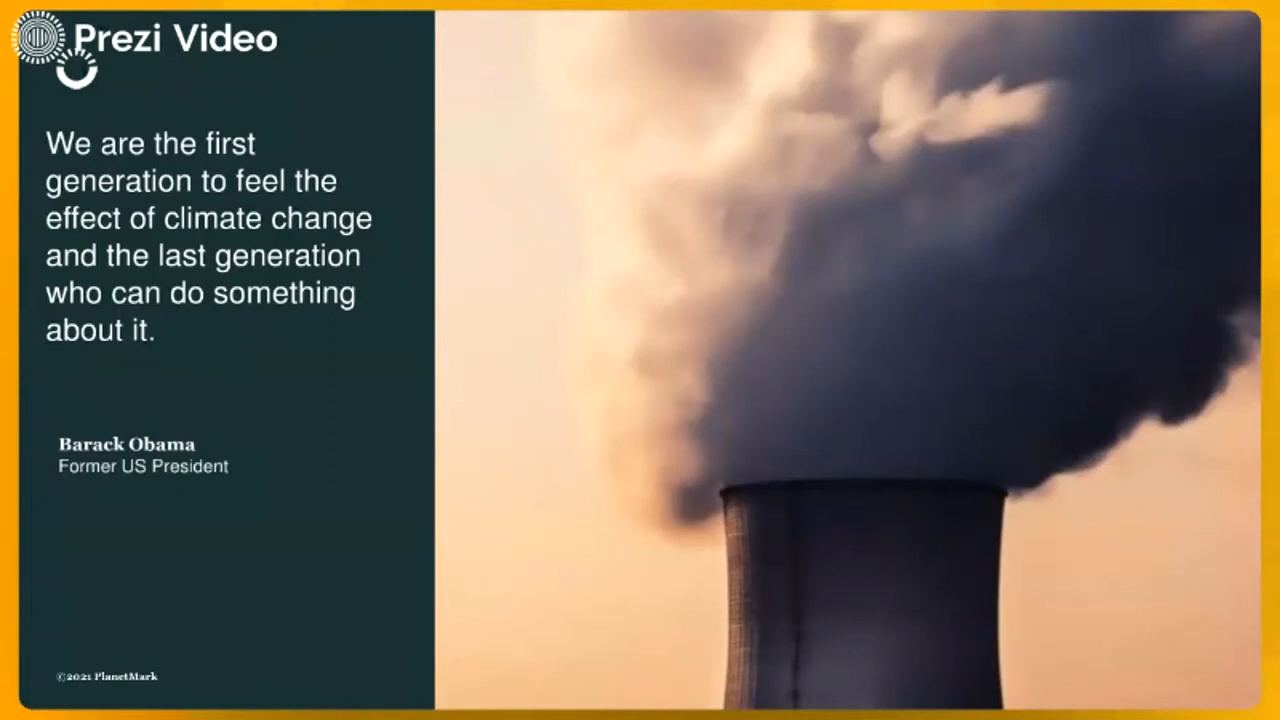 Prezi Video
We are the first
generation to feel the
effect of climate change
and the last generation
who can do something
about it.
Barack Obama
Former US President
©2021 PlanetMark